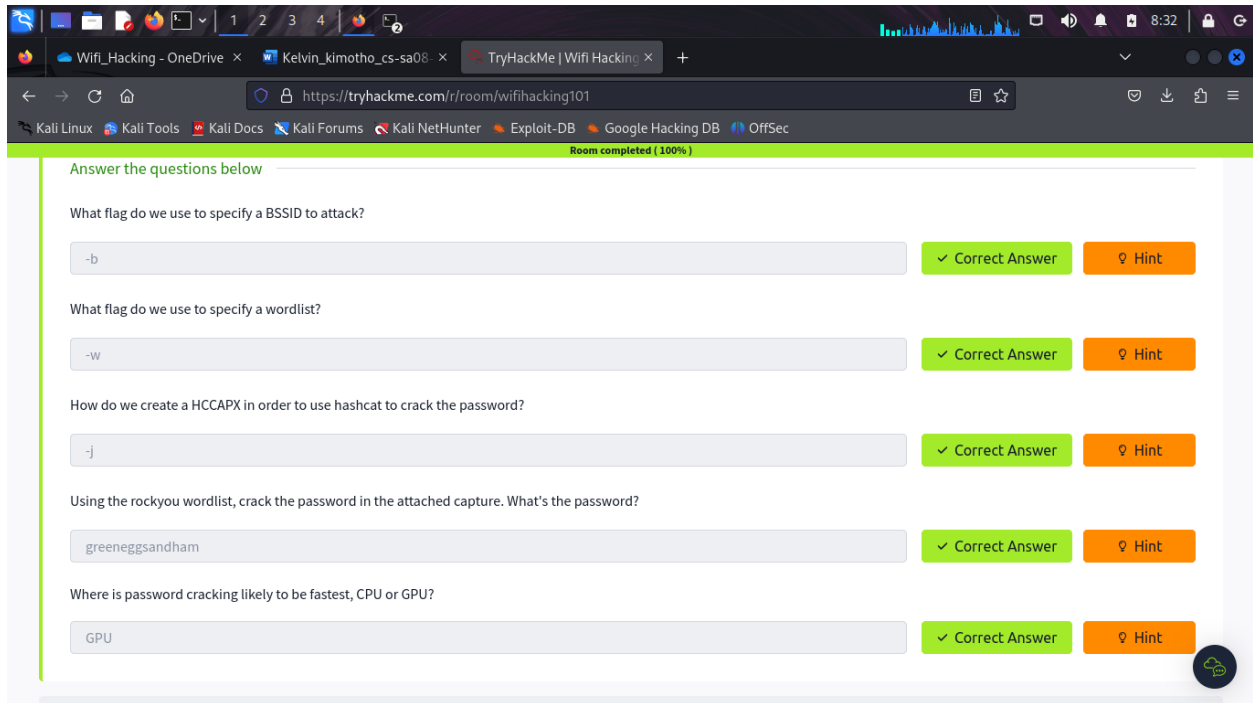 1 2 3 4 2 8:32
Wifi_Hacking - OneDrive × Kelvin_kimotho_cs-sa08- × TryHackMe | Wifi Hacking × +
https://tryhackme.com/r/room/wifihacking101
Kali Linux Kali Tools Kali Docs Kali Forums Kali NetHunter Exploit-DB Google Hacking DB OffSec
Room completed ( 100% )
Answer the questions below
What flag do we use to specify a BSSID to attack?
-b Correct Answer Hint
What flag do we use to specify a wordlist?
-w Correct Answer Hint
How do we create a HCCAPX in order to use hashcat to crack the password?
-j Correct Answer Hint
Using the rockyou wordlist, crack the password in the attached capture. What's the password?
greeneggsandham Correct Answer Hint
Where is password cracking likely to be fastest, CPU or GPU?
GPU Correct Answer Hint